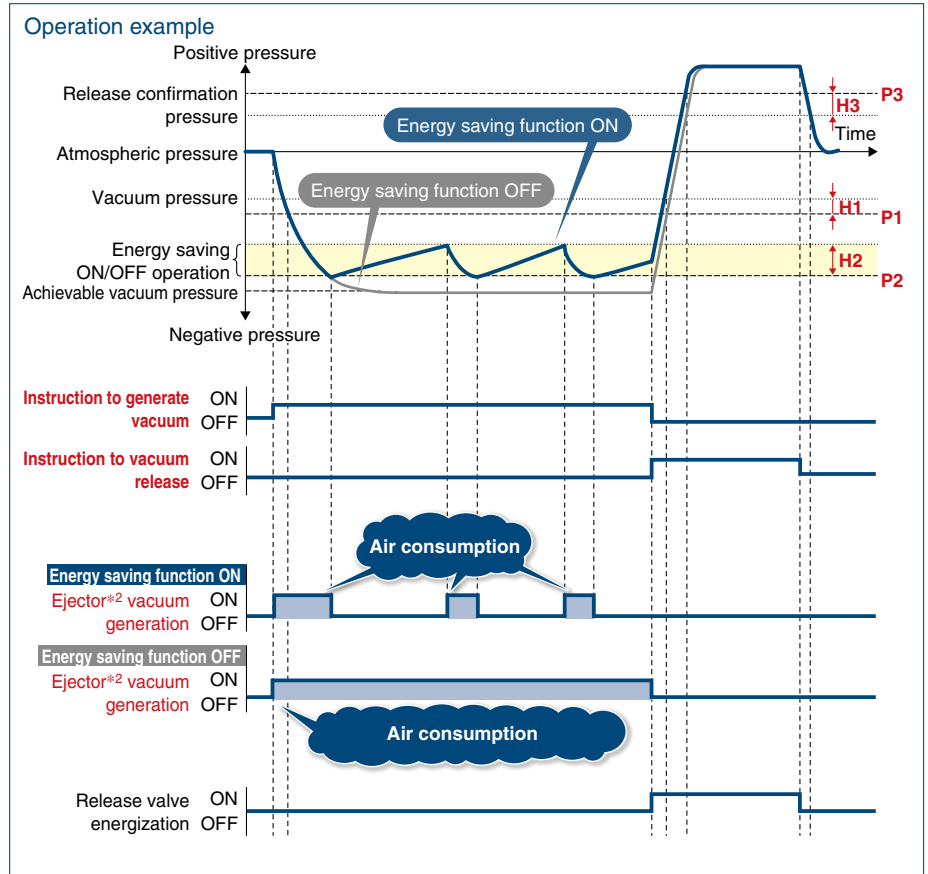 Operation example
Positive pressure
Release confirmation
pressure
P3
H3
Energy saving function ON
Time
Atmospheric pressure
Energy saving function OFF
Vacuum pressure
H1
P1
Energy saving
ON/OFF operation
H2
P2
Achievable vacuum pressure
Negative pressure
Instruction to generate ON
vacuum OFF
Instruction to vacuum ON
release OFF
Air consumption
Energy saving function ON
Ejector*2 vacuum ON
generation OFF
Energy saving function OFF
Ejector*2 vacuum ON
generation OFF
Air consumption
Release valve ON
energization OFF